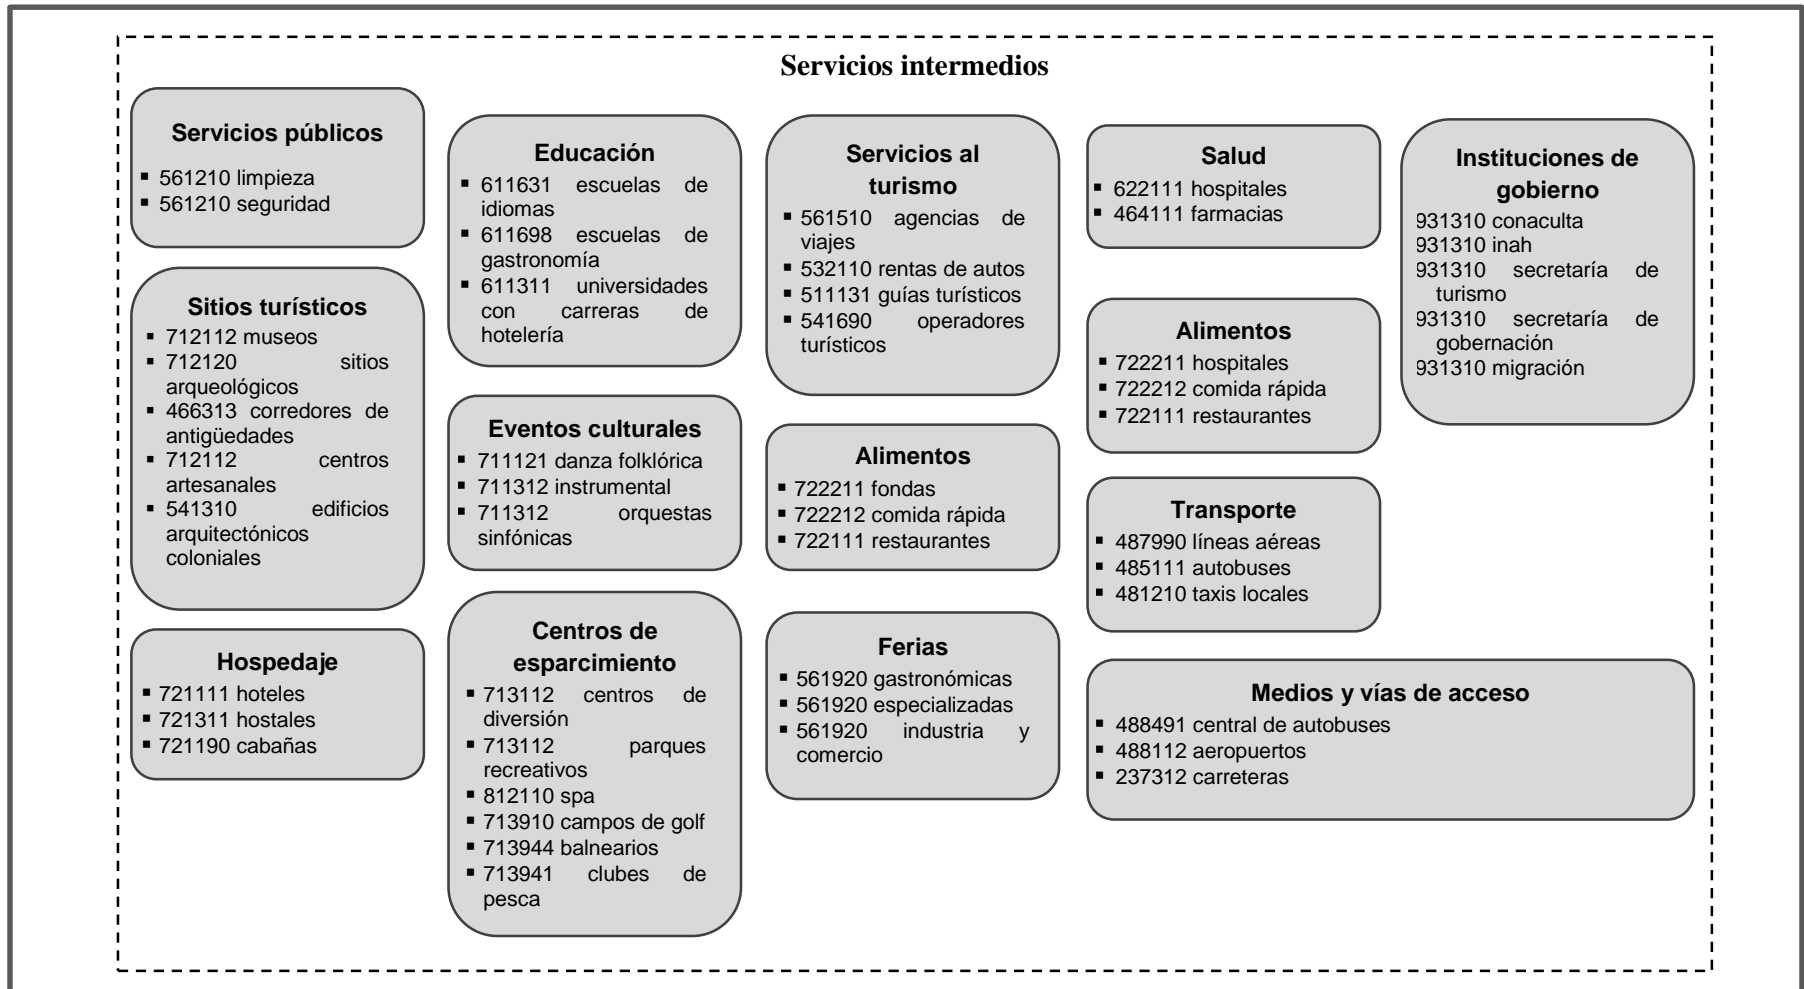 Servicios intermedios
Servicios públicos
▪ 561210 limpieza
▪ 561210 seguridad
Sitios turísticos
▪ 712112 museos
▪ 712120 sitios
arqueológicos
▪ 466313 corredores de
antigüedades
▪ 712112 centros
artesanales
▪ 541310 edificios
arquitectónicos
coloniales
Hospedaje
▪ 721111 hoteles
▪ 721311 hostales
▪ 721190 cabañas
Educación
▪ 611631 escuelas de
idiomas
▪ 611698 escuelas de
gastronomía
▪ 611311 universidades
con carreras de
hotelería
Eventos culturales
▪ 711121 danza folklórica
▪ 711312 instrumental
▪ 711312 orquestas
sinfónicas
Centros de
esparcimiento
▪ 713112 centros de
diversión
▪ 713112 parques
recreativos
▪ 812110 spa
▪ 713910 campos de golf
▪ 713944 balnearios
▪ 713941 clubes de
pesca
Servicios al
turismo
▪ 561510 agencias de
viajes
▪ 532110 rentas de autos
▪ 511131 guías turísticos
▪ 541690 operadores
turísticos
Alimentos
▪ 722211 fondas
▪ 722212 comida rápida
▪ 722111 restaurantes
Ferias
▪ 561920 gastronómicas
▪ 561920 especializadas
▪ 561920 industria y
comercio
Salud
▪ 622111 hospitales
▪ 464111 farmacias
Alimentos
▪ 722211 hospitales
▪ 722212 comida rápida
▪ 722111 restaurantes
Transporte
▪ 487990 líneas aéreas
▪ 485111 autobuses
▪ 481210 taxis locales
Instituciones de
gobierno
931310 conaculta
931310 inah
931310 secretaría de
turismo
931310 secretaría de
gobernación
931310 migración
Medios y vías de acceso
▪ 488491 central de autobuses
▪ 488112 aeropuertos
▪ 237312 carreteras